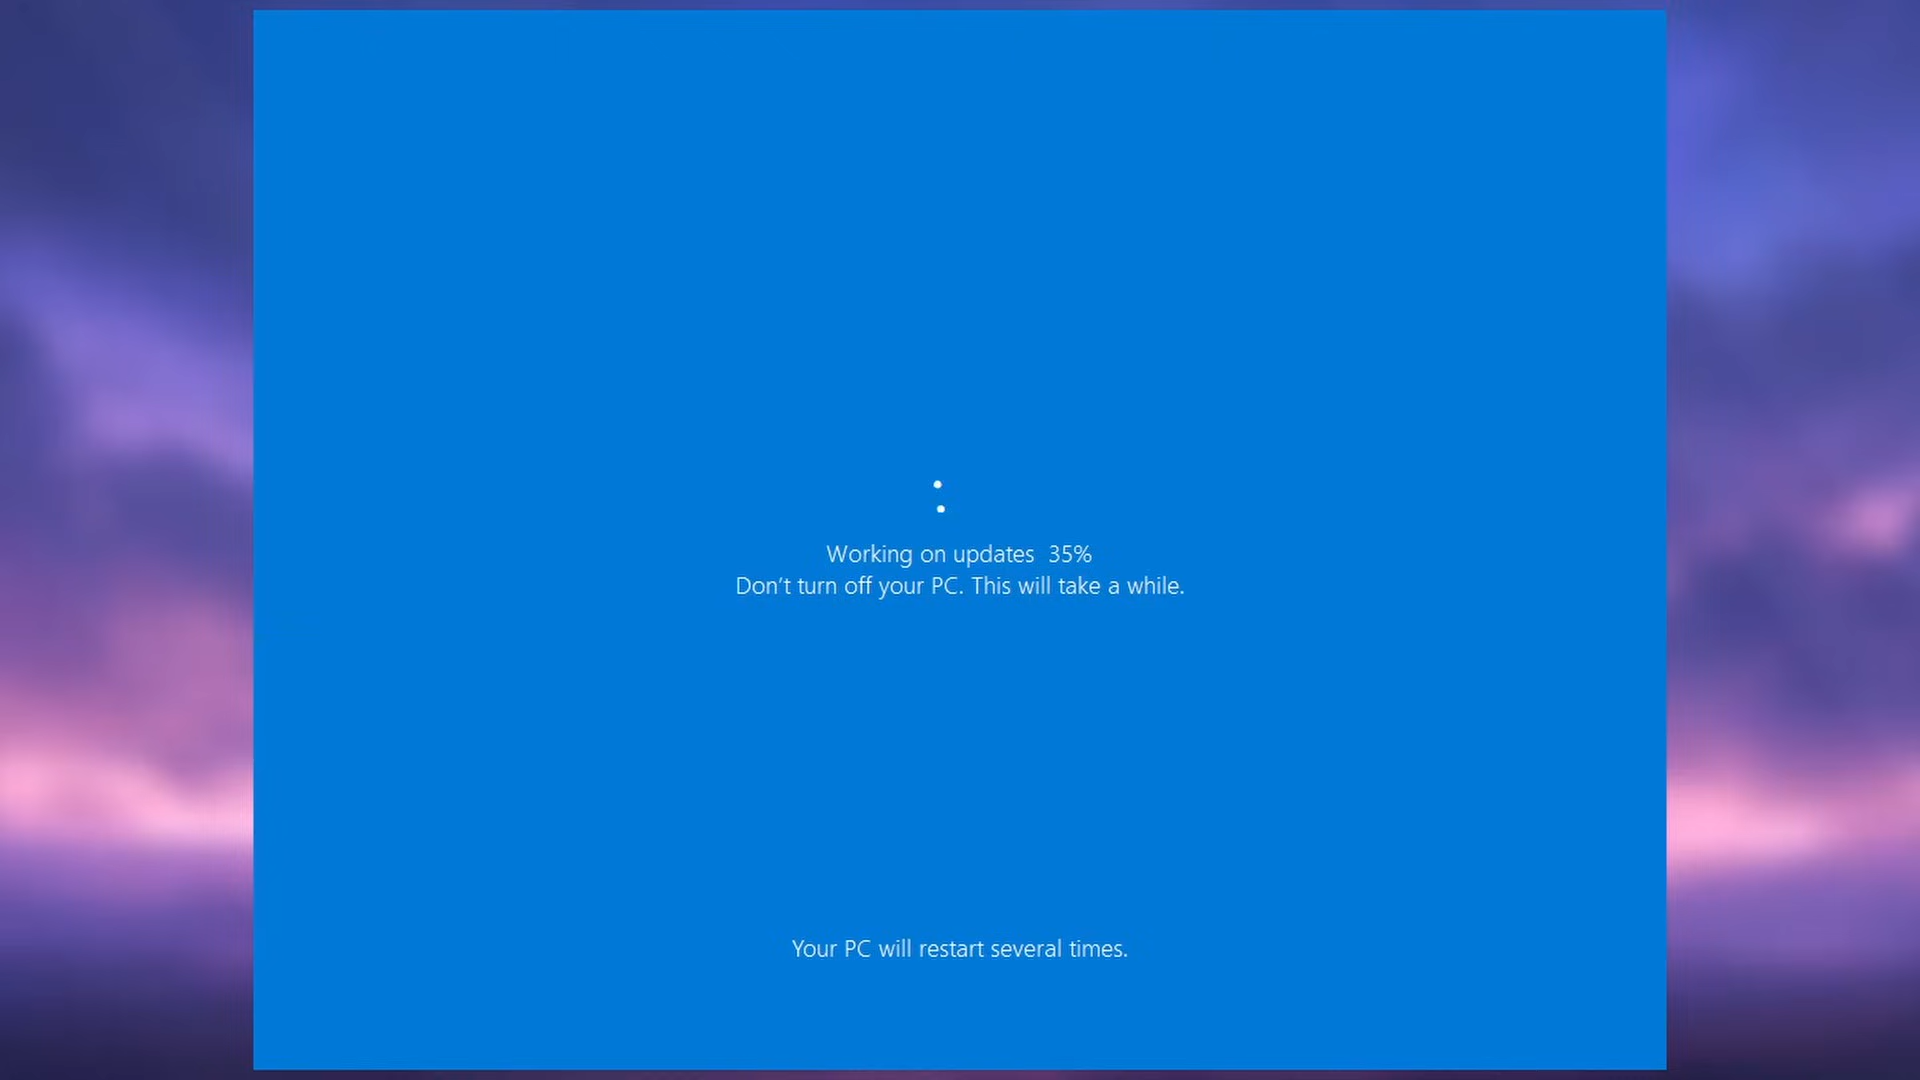 Working on updates  35%
Don’t turn off your PC. This will take a while.
Your PC will restart several times.